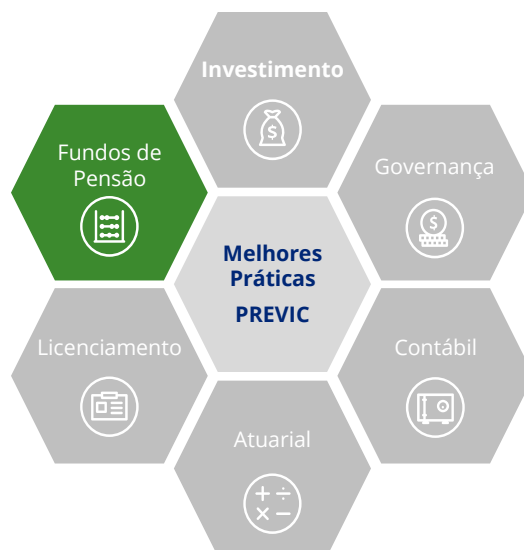 Investimento
Fundos de
Pensão
Governança
Melhores
Práticas
PREVIC
Licenciamento
Contábil
Atuarial